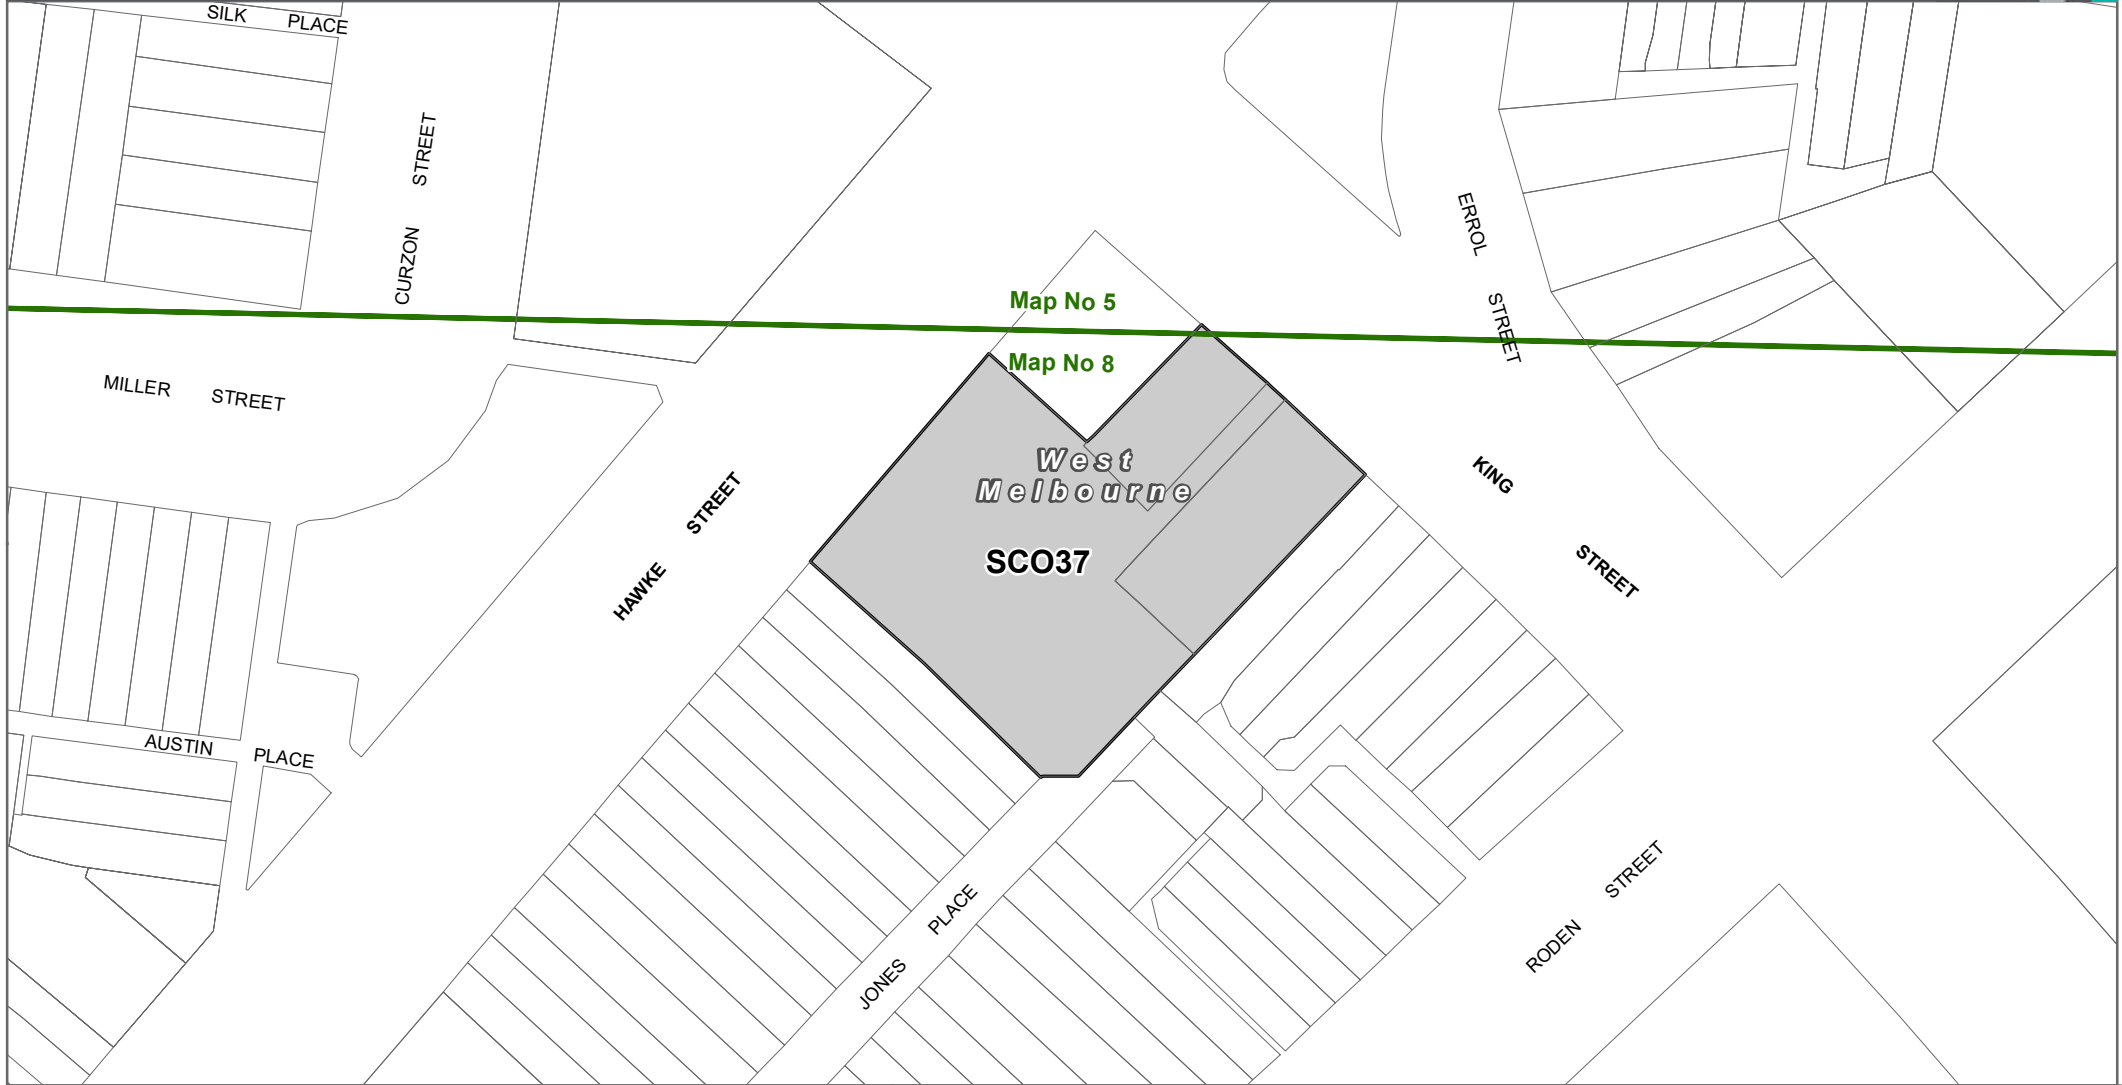 SILK PLACE
CURZON STREET
ERROL STREET
Map No 5
Map No 8
MILLER STREET
West
Melbourne
SCO37
HAWKE STREET
KING STREET
AUSTIN PLACE
JONES PLACE
RODEN STREET